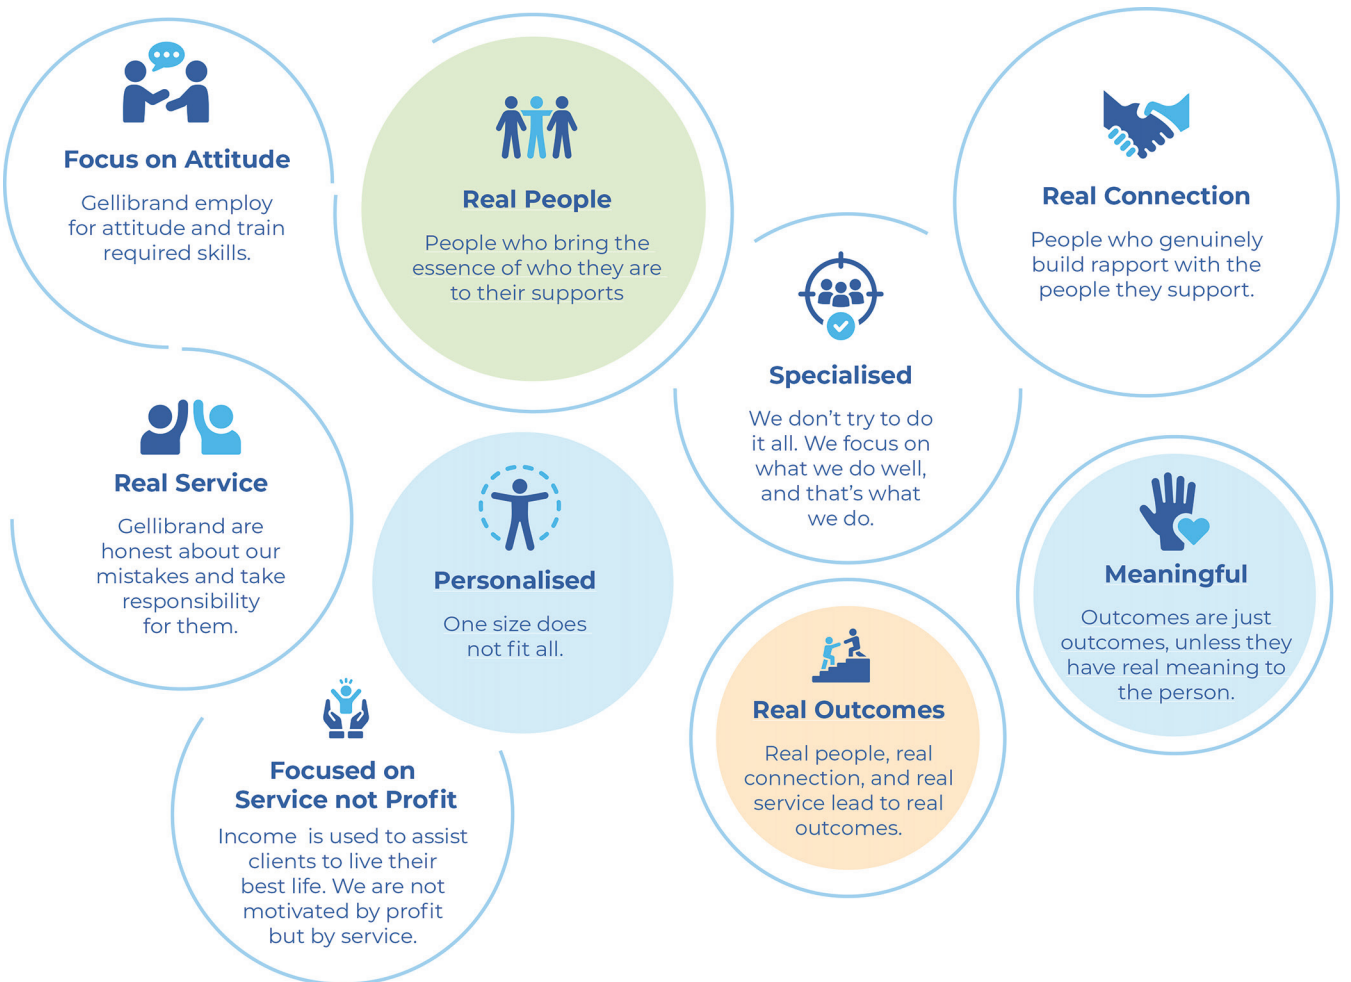 Focus on Attitude
Gellibrand employ
for attitude and train
required skills.
Real People
People who bring the
essence of who they are
to their supports
Real Connection
People who genuinely
build rapport with the
people they support.
Specialised
We don't try to do
it all. We focus on
what we do well,
and that's what
we do.
Real Service
Gellibrand are
honest about our
mistakes and take
responsibility
for them.
Personalised
One size does
not fit all.
Meaningful
Outcomes are just
outcomes, unless they
have real meaning to
the person.
Real Outcomes
Real people, real
connection, and real
service lead to real
outcomes.
Focused on
Service not Profit
Income  is used to assist
clients to live their
best life. We are not
motivated by profit
but by service.